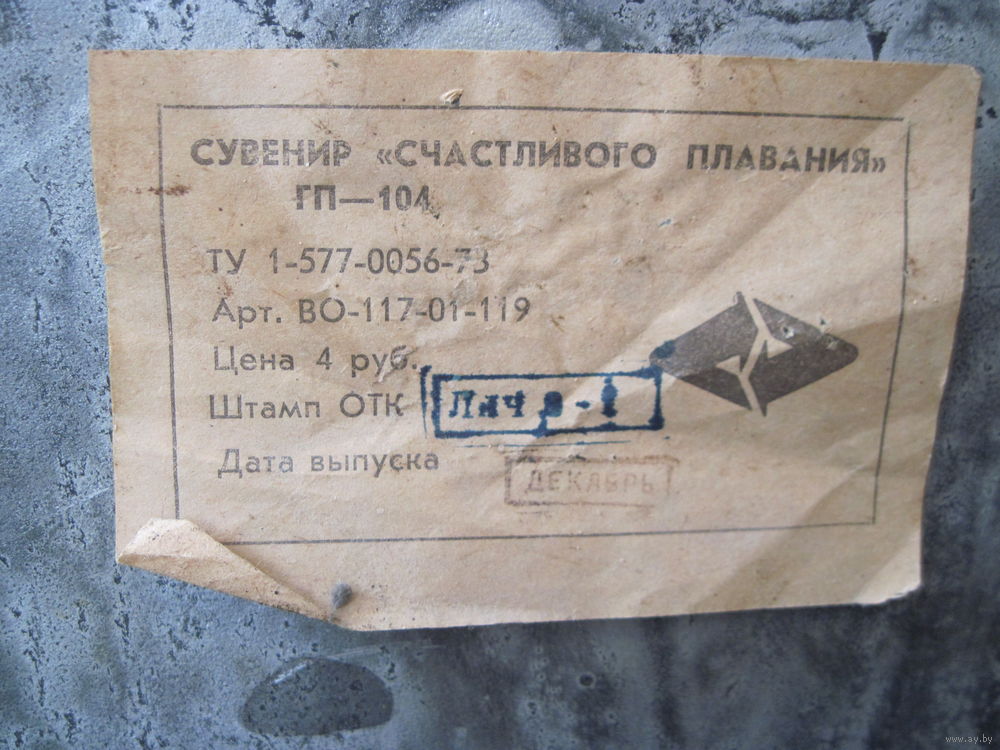 СУВЕНИР «СЧАСТЛИВОГО ПЛАВАНИЯ»
ГП—104
ТУ 1-577-0056-73
Арт. ВО-117-01-119
Цена 4 руб.
Штамп ОТК
Дата выпуска
ДЕКАБРЬ
www.ay.by